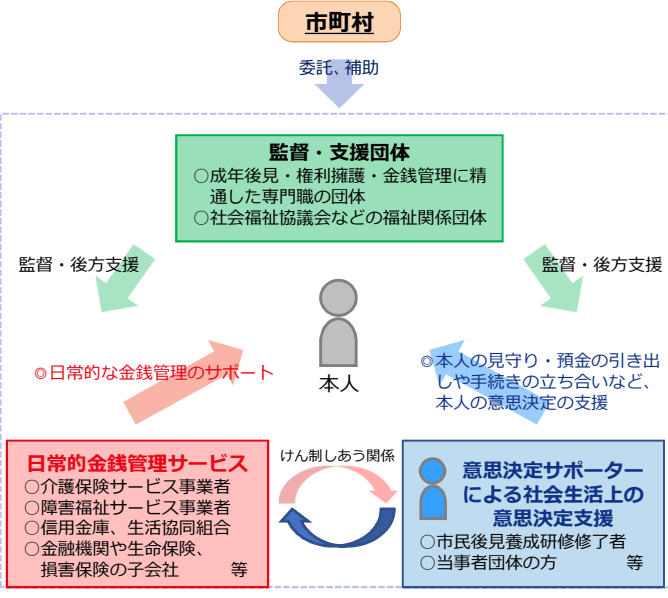 市町村
委託、補助
監督・支援団体
○成年後見・権利擁護・金銭管理に精
通した専門職の団体
○社会福祉協議会などの福祉関係団体
監督・後方支援
監督・後方支援
◎日常的な金銭管理のサポート
本人
◎本人の見守り・預金の引き出
しや手続きの立ち合いなど、
本人の意思決定の支援
日常的金銭管理サービス
○介護保険サービス事業者
○障害福祉サービス事業者
○信用金庫、生活協同組合
○金融機関や生命保険、
損害保険の子会社 等
けん制しあう関係
意思決定サポーター
による社会生活上の
意思決定支援
○市民後見養成研修修了者
○当事者団体の方 等